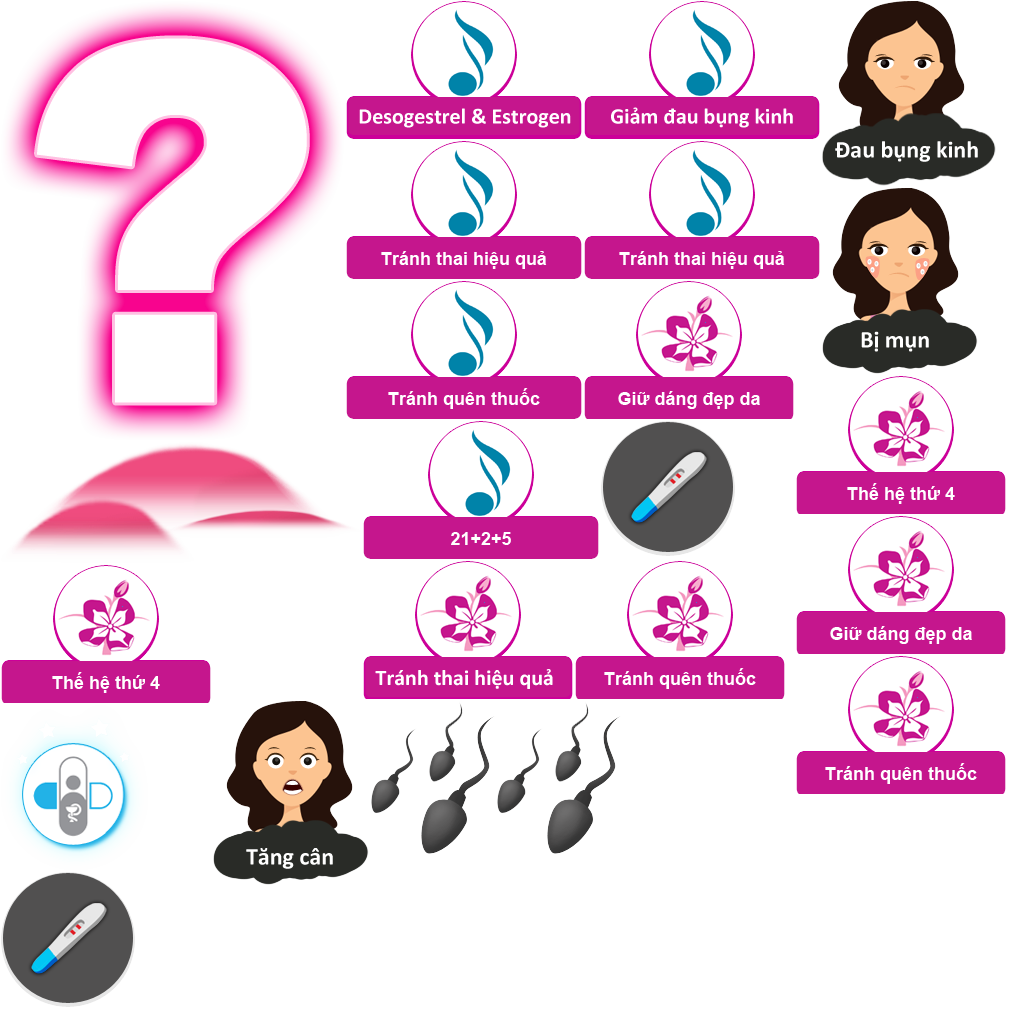 Desogestrel & Estrogen
Giảm đau bụng kinh
Đau bụng kinh
Tránh thai hiệu quả
Tránh thai hiệu quả
Bị mụn
Tránh quên thuốc
Giữ dáng đẹp da
Thế hệ thứ 4
21+2+5
Giữ dáng đẹp da
Thế hệ thứ 4
Tránh thai hiệu quả
Tránh quên thuốc
Tránh quên thuốc
Tăng cân